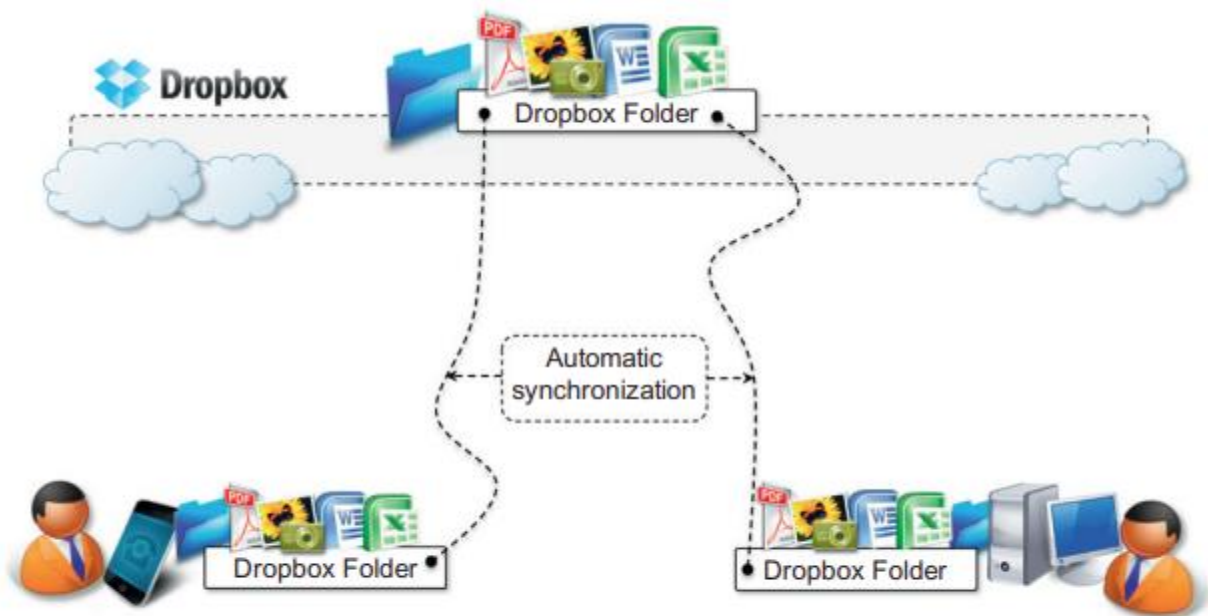 Dropbox
PDF
W
X
Dropbox Folder
Automatic
synchronization
PDF
W
X
Dropbox Folder
PDF
W
X
Dropbox Folder